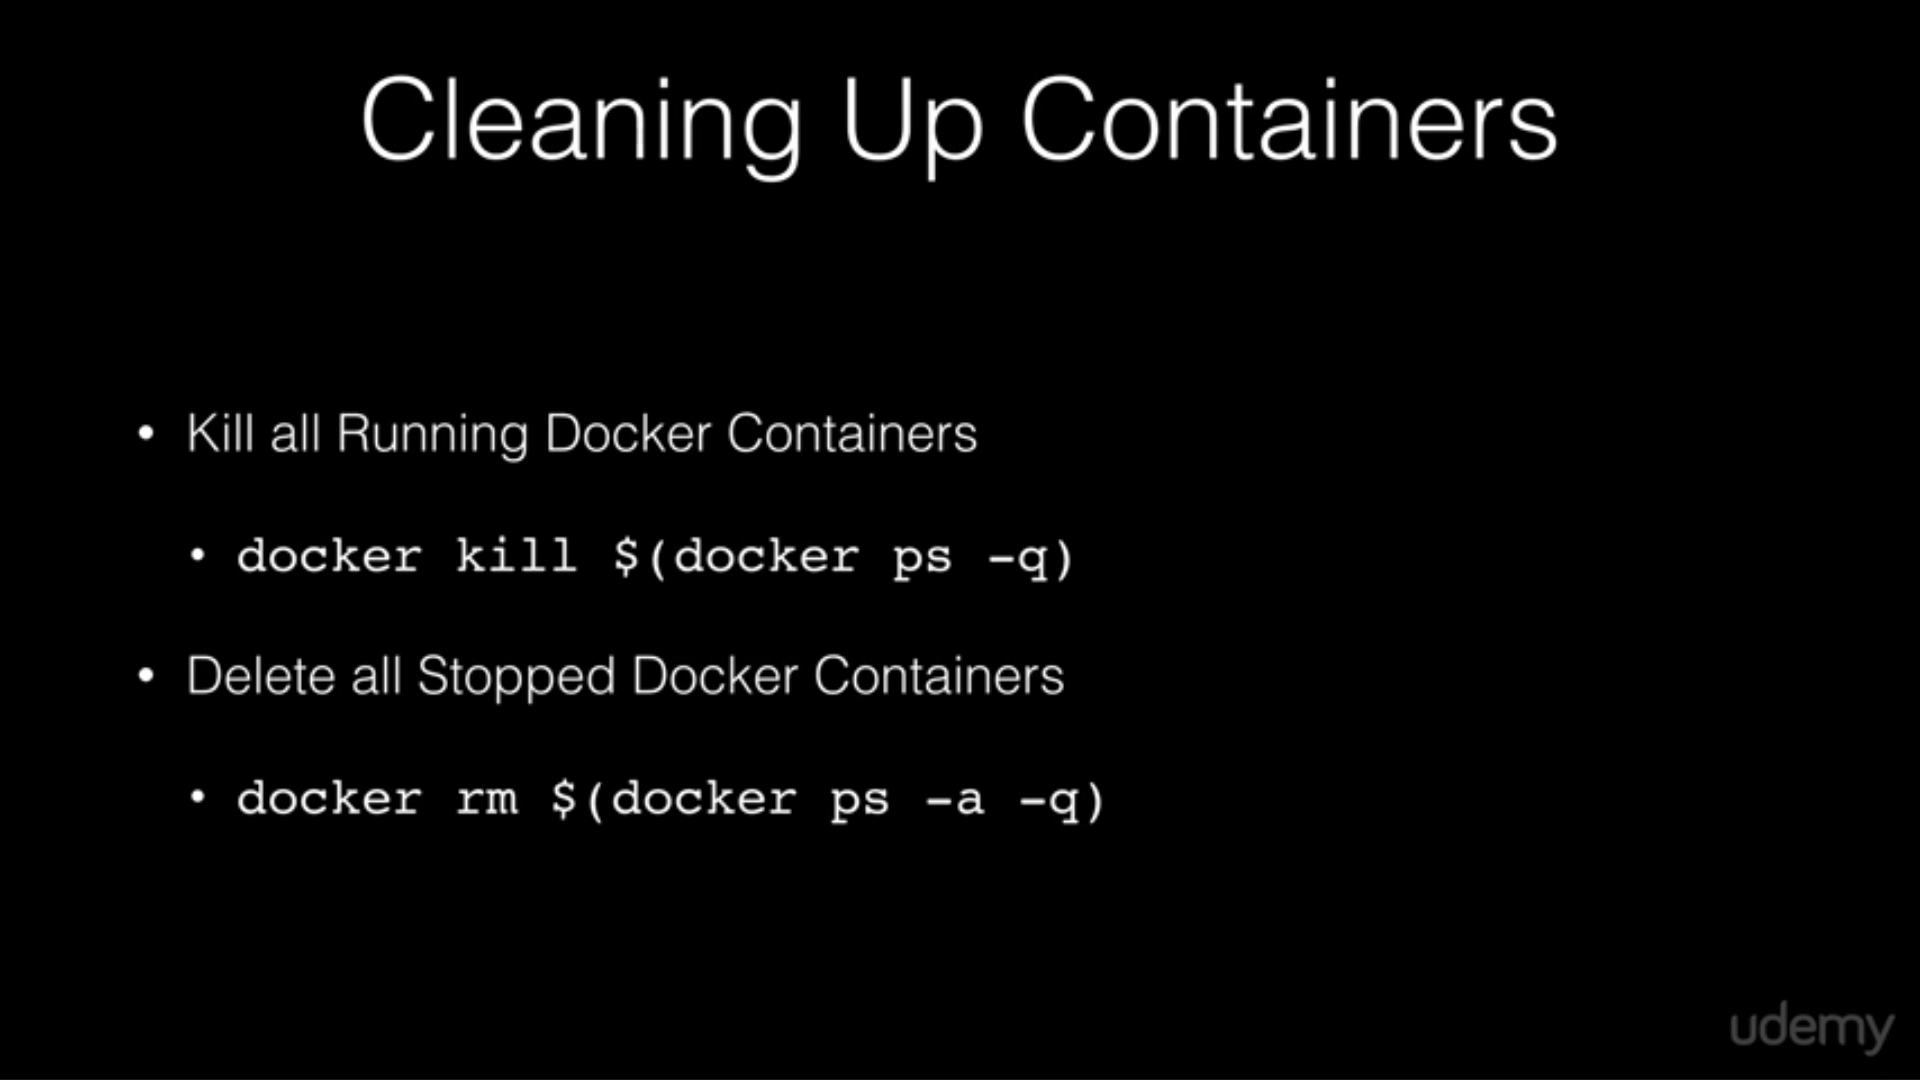 Cleaning Up Containers
• Kill all Running Docker Containers
• docker kill $(docker ps -q)
• Delete all Stopped Docker Containers
• docker rm $(docker ps -a -q)
udemy